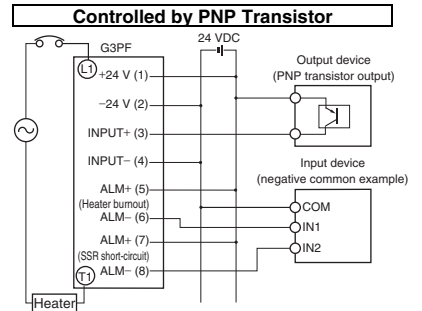 Controlled by PNP Transistor
24 VDC
G3PF
L1
+24 V (1)
−24 V (2)
INPUT+ (3)
INPUT− (4)
ALM+ (5)
(Heater burnout)
ALM− (6)
ALM+ (7)
(SSR short-circuit)
ALM− (8)
T1
Heater
Output device
(PNP transistor output)
Input device
(negative common example)
COM
IN1
IN2